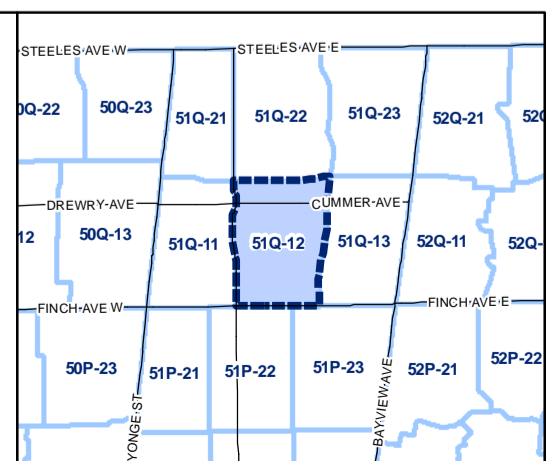 STEELES AVE W
STEELES AVE E
0Q-22
50Q-23
51Q-21
51Q-22
51Q-23
52Q-21
52Q
DREWRY AVE
CUMMER AVE
12
50Q-13
51Q-11
51Q-12
51Q-13
52Q-11
52Q-
FINCH AVE W
FINCH AVE E
50P-23
51P-21
51P-22
51P-23
52P-21
52P-22
YONGE ST
BAYVIEW AVE